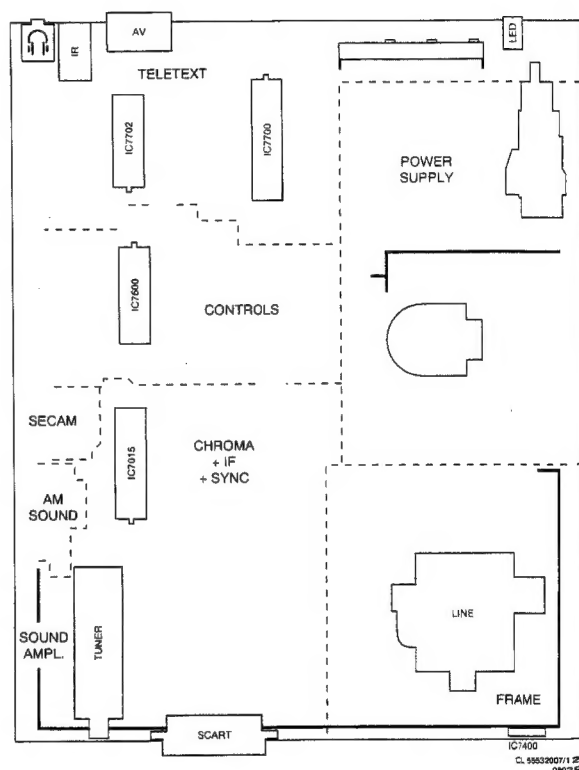 AV
LED
IR
TELETEXT
IC7702
IC7700
POWER
SUPPLY
IC7600
CONTROLS
SECAM
IC7015
CHROMA
+ IF
+ SYNC
AM
SOUND
SOUND
AMPL.
TUNER
LINE
FRAME
SCART
IC7400